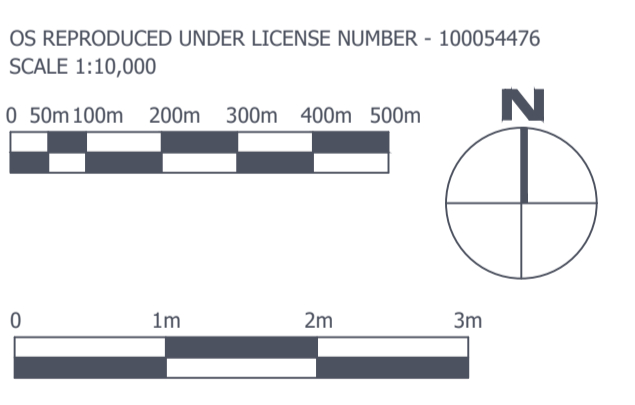 OS REPRODUCED UNDER LICENSE NUMBER - 100054476
SCALE 1:10,000
0 50m 100m 200m 300m 400m 500m
N
0 1m 2m 3m